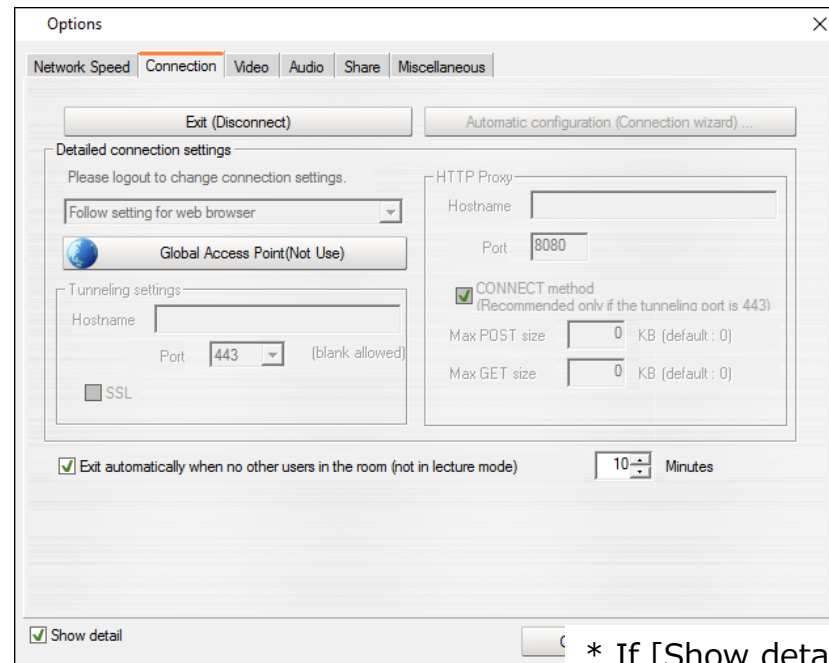 Options
Network Speed Connection Video Audio Share Miscellaneous
Exit (Disconnect) Automatic configuration (Connection wizard) ...
Detailed connection settings
Please logout to change connection settings.
Follow setting for web browser
Global Access Point(Not Use)
Tunneling settings
Hostname
Port 443 (blank allowed)
SSL
HTTP Proxy
Hostname
Port 8080
CONNECT method
(Recommended only if the tunneling port is 443)
Max POST size 0 KB (default : 0)
Max GET size 0 KB (default : 0)
Exit automatically when no other users in the room (not in lecture mode) 10 Minutes
Show detail
* If [Show deta